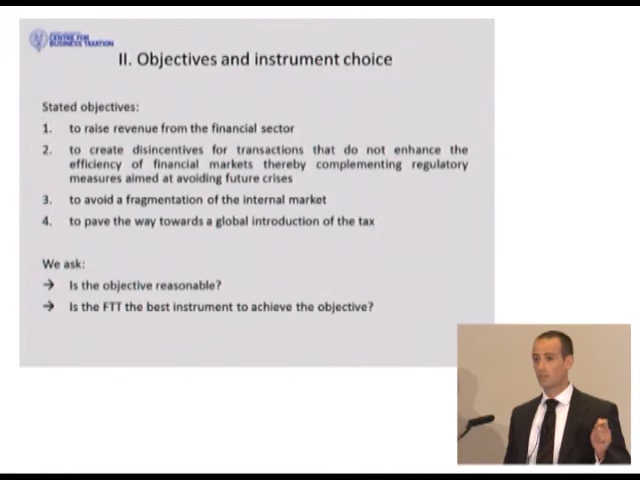 CENTRE FOR
BUSINESS TAXATION
II. Objectives and instrument choice
Stated objectives:
1. to raise revenue from the financial sector
2. to create disincentives for transactions that do not enhance the
efficiency of financial markets thereby complementing regulatory
measures aimed at avoiding future crises
3. to avoid a fragmentation of the internal market
4. to pave the way towards a global introduction of the tax
We ask:
→ Is the objective reasonable?
→ Is the FTT the best instrument to achieve the objective?